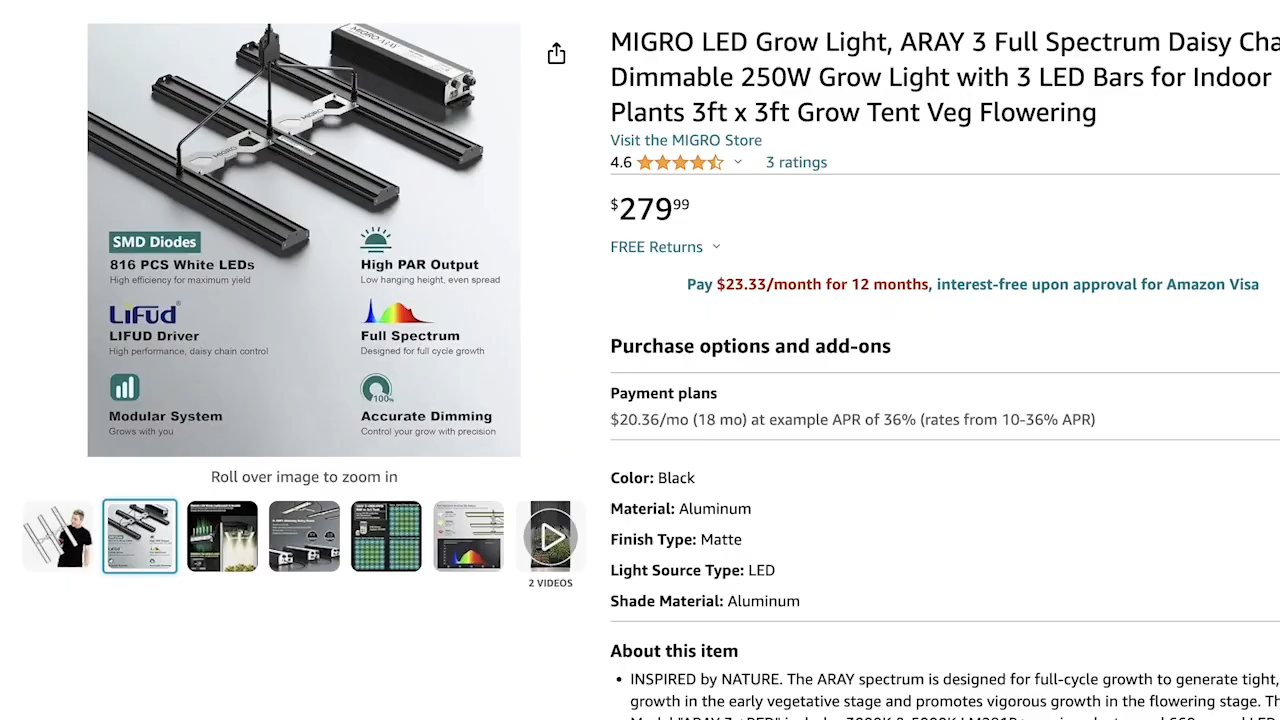 MIGRO ARAY
MIGRO
MIGRO
SMD Diodes
816 PCS White LEDs
High efficiency for maximum yield
High PAR Output
Low hanging height, even spread
LiFud®
LIFUD Driver
High performance, daisy chain control
Full Spectrum
Designed for full cycle growth
Modular System
Grows with you
100%
Accurate Dimming
Control your grow with precision
Roll over image to zoom in
2 VIDEOS
MIGRO LED Grow Light, ARAY 3 Full Spectrum Daisy Cha
Dimmable 250W Grow Light with 3 LED Bars for Indoor
Plants 3ft x 3ft Grow Tent Veg Flowering
Visit the MIGRO Store
4.6 3 ratings
$27999
FREE Returns
Pay $23.33/month for 12 months, interest-free upon approval for Amazon Visa
Purchase options and add-ons
Payment plans
$20.36/mo (18 mo) at example APR of 36% (rates from 10-36% APR)
Color: Black
Material: Aluminum
Finish Type: Matte
Light Source Type: LED
Shade Material: Aluminum
About this item
• INSPIRED by NATURE. The ARAY spectrum is designed for full-cycle growth to generate tight,
growth in the early vegetative stage and promotes vigorous growth in the flowering stage. Th